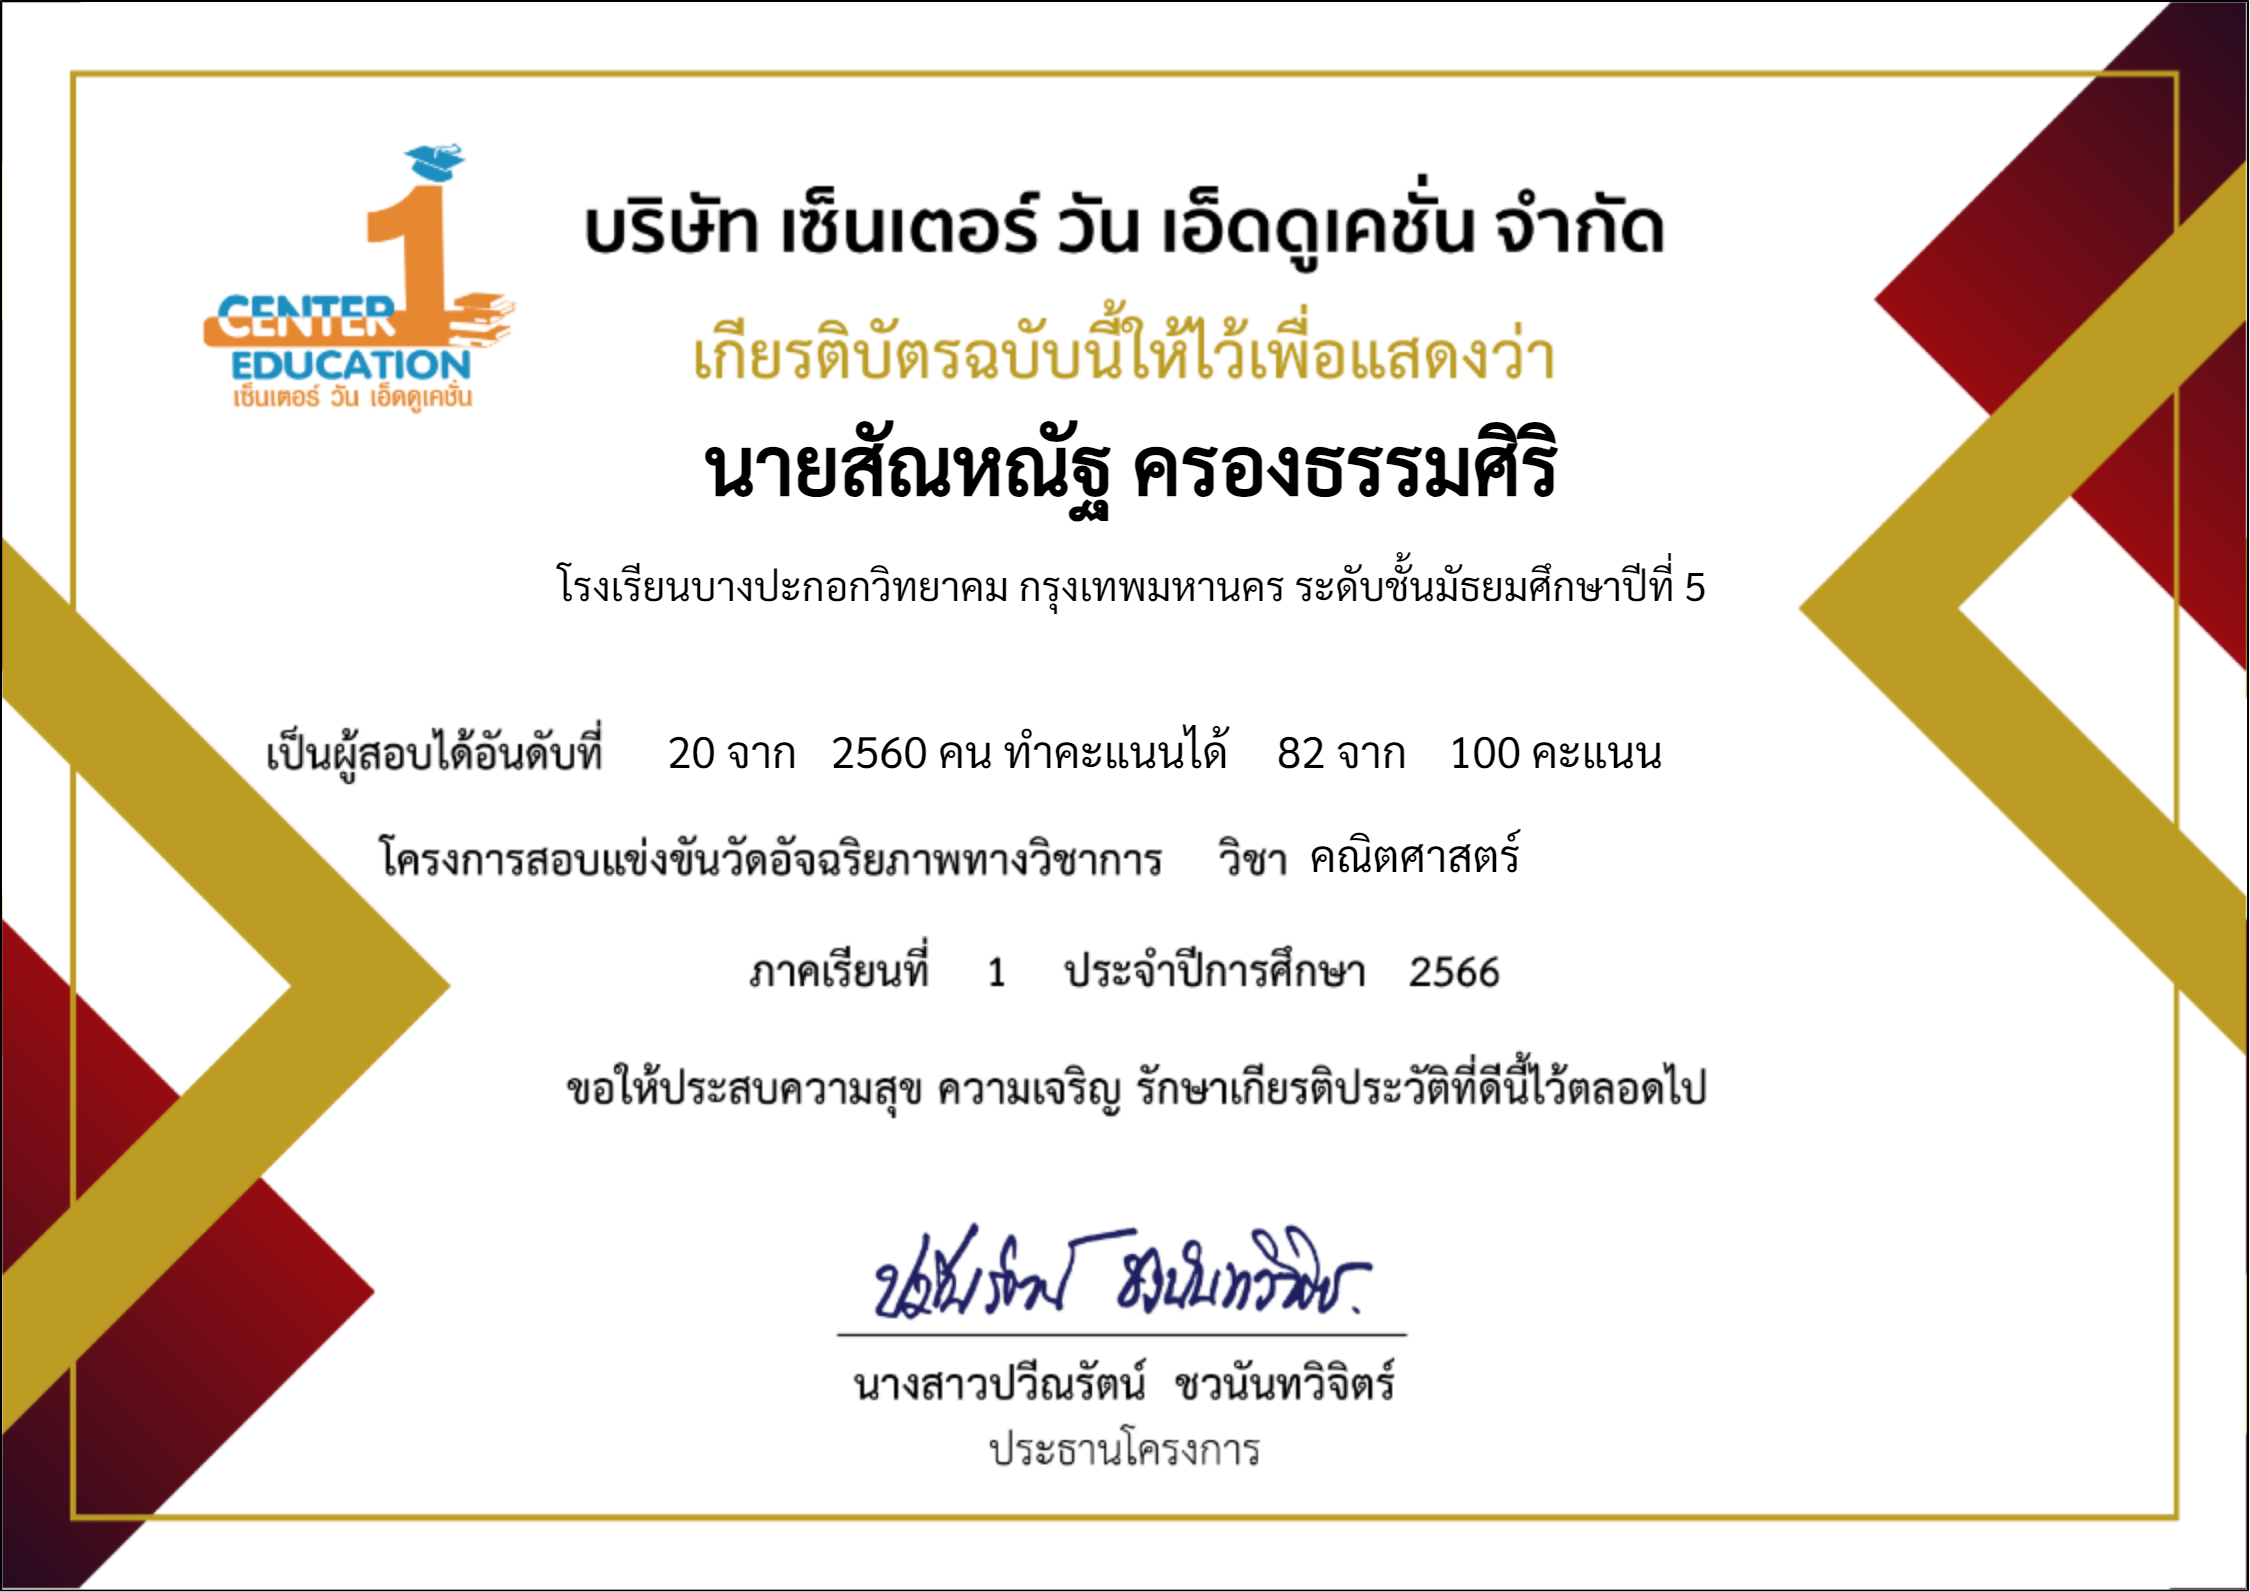 CENTER 1
EDUCATION
เซ็นเตอร์ วัน เอ็ดดูเคชั่น
บริษัท เซ็นเตอร์ วัน เอ็ดดูเคชั่น จำกัด
เกียรติบัตรฉบับนี้ให้ไว้เพื่อแสดงว่า
นายสัณหณัฐ ครองธรรมศิริ
โรงเรียนบางปะกอกวิทยาคม กรุงเทพมหานคร ระดับชั้นมัธยมศึกษาปีที่ 5
เป็นผู้สอบได้อันดับที่ 20 จาก 2560 คน ทำคะแนนได้ 82 จาก 100 คะแนน
โครงการสอบแข่งขันวัดอัจฉริยภาพทางวิชาการ วิชา คณิตศาสตร์
ภาคเรียนที่ 1 ประจำปีการศึกษา 2566
ขอให้ประสบความสุข ความเจริญ รักษาเกียรติประวัติที่ดีนี้ไว้ตลอดไป
นางสาวปวีณรัตน์ ชวนันทวิจิตร์
ประธานโครงการ